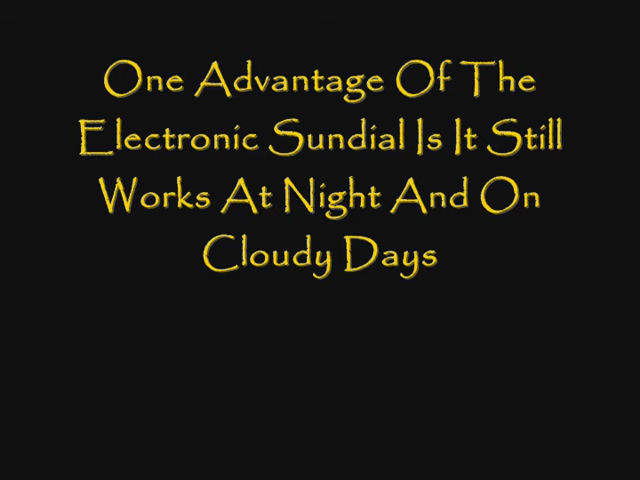 One Advantage Of The
Electronic Sundial Is It Still
Works At Night And On
Cloudy Days